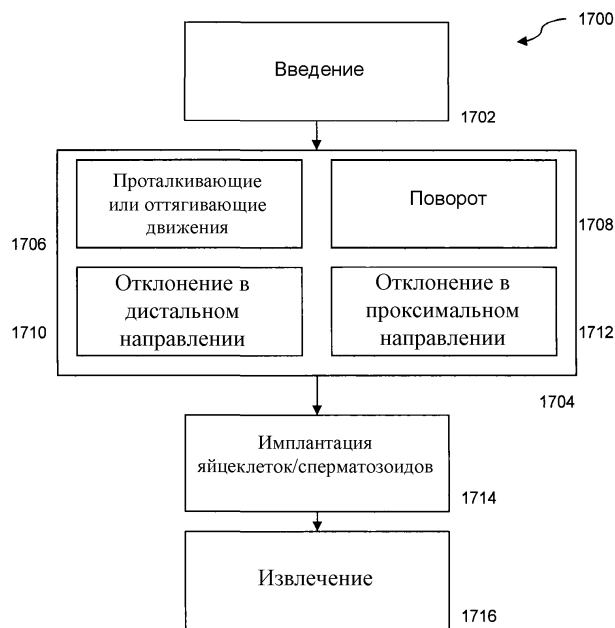 1700
Введение
1702
Проталкивающие
или оттягивающие
движения
1706
Поворот
1708
Отклонение в
дистальном
направлении
1710
Отклонение в
проксимальном
направлении
1712
1704
Имплантация
яйцеклеток/сперматозоидов
1714
Извлечение
1716